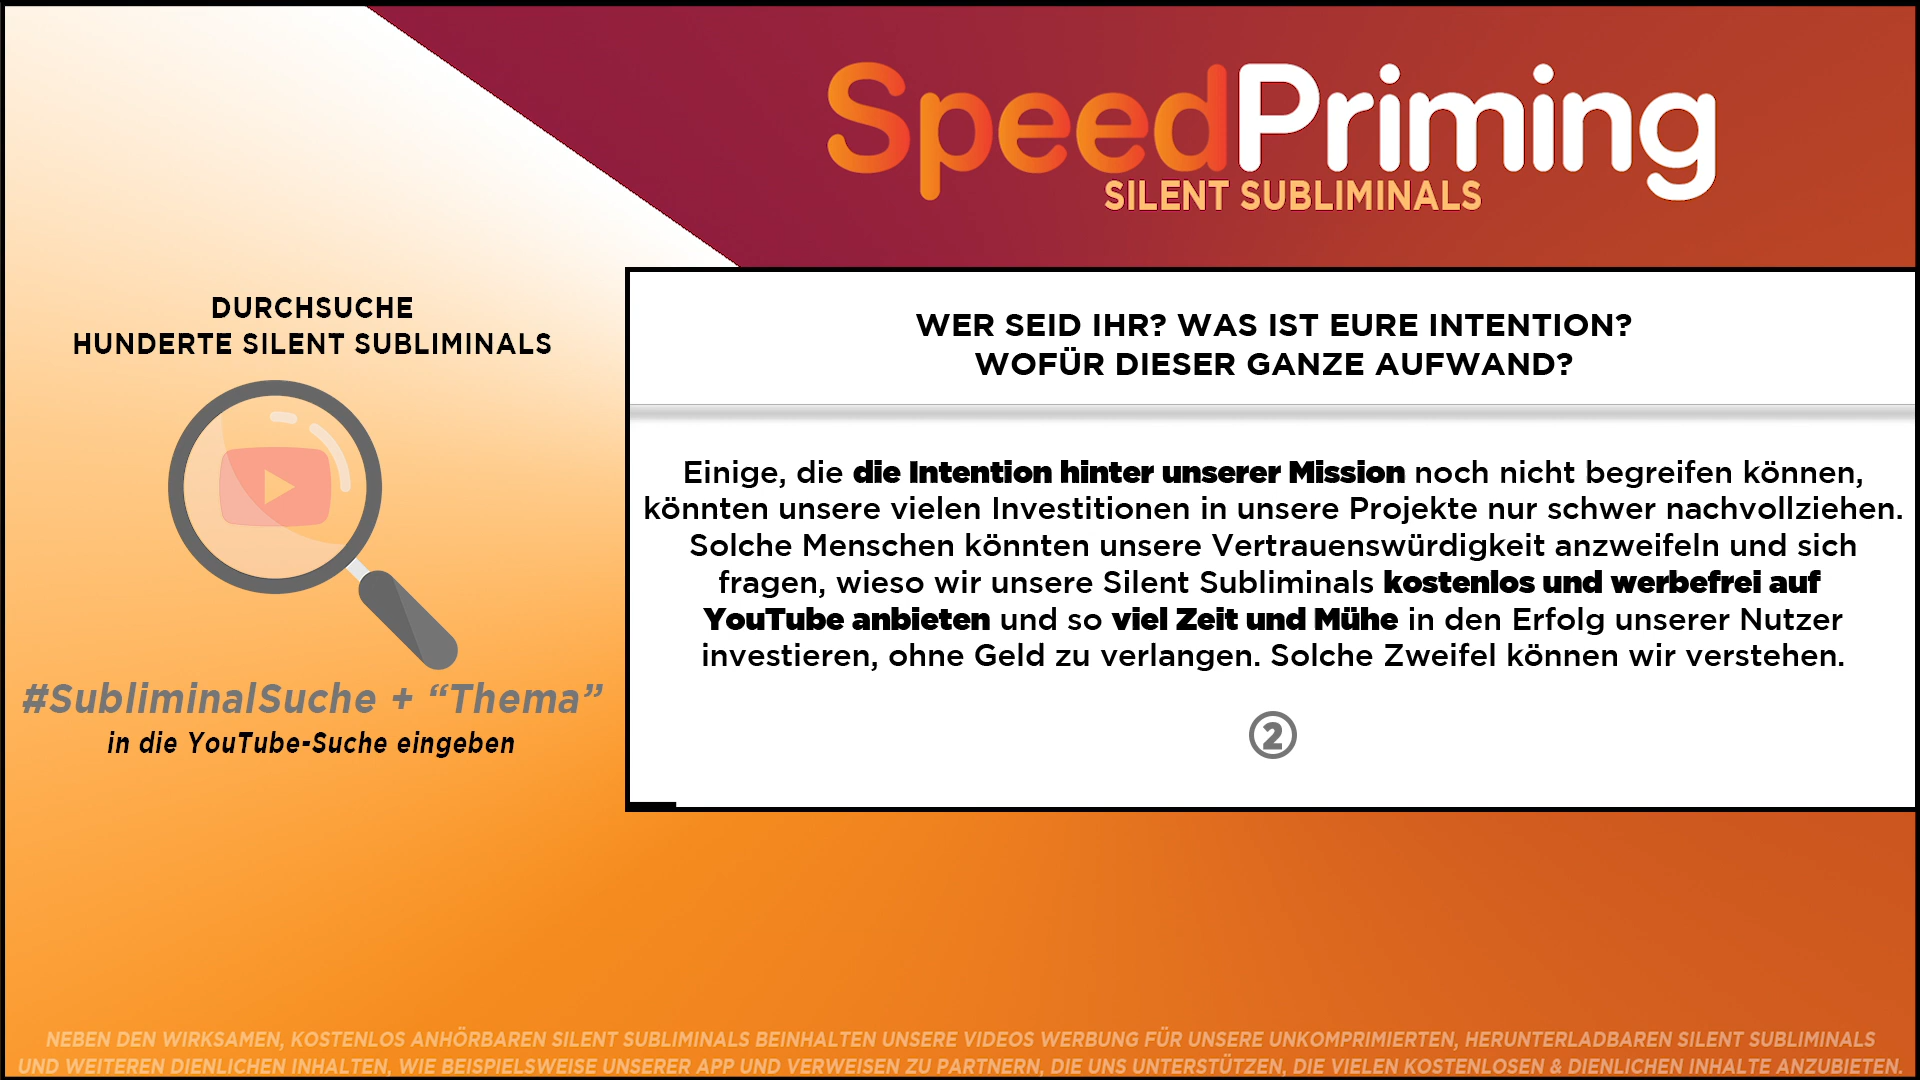 SpeedPriming
SILENT SUBLIMINALS
DURCHSUCHE
HUNDERTE SILENT SUBLIMINALS
#SubliminalSuche + “Thema”
in die YouTube-Suche eingeben
WER SEID IHR? WAS IST EURE INTENTION?
WOFÜR DIESER GANZE AUFWAND?
Einige, die die Intention hinter unserer Mission noch nicht begreifen können,
könnten unsere vielen Investitionen in unsere Projekte nur schwer nachvollziehen.
Solche Menschen könnten unsere Vertrauenswürdigkeit anzweifeln und sich
fragen, wieso wir unsere Silent Subliminals kostenlos und werbefrei auf
YouTube anbieten und so viel Zeit und Mühe in den Erfolg unserer Nutzer
investieren, ohne Geld zu verlangen. Solche Zweifel können wir verstehen.
2
NEBEN DEN WIRKSAMEN, KOSTENLOS ANHÖRBAREN SILENT SUBLIMINALS BEINHALTEN UNSERE VIDEOS WERBUNG FÜR UNSERE UNKOMPRIMIERTEN, HERUNTERLADBAREN SILENT SUBLIMINALS
UND WEITEREN DIENLICHEN INHALTEN, WIE BEISPIELSWEISE UNSERER APP UND VERWEISEN ZU PARTNERN, DIE UNS UNTERSTÜTZEN, DIE VIELEN KOSTENLOSEN & DIENLICHEN INHALTE ANZUBIETEN.